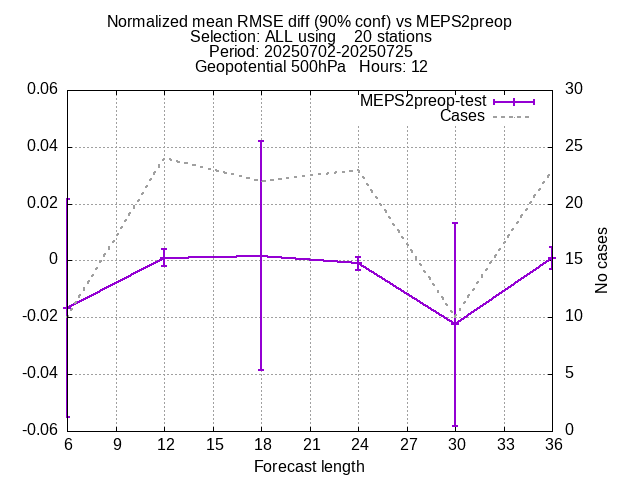 Normalized mean RMSE diff (90% conf) vs MEPS2preop
Selection: ALL using    20 stations
Period: 20250702-20250725
Geopotential 500hPa   Hours: 12
MEPS2preop-test
Cases
0.06
0.04
0.02
0
-0.02
-0.04
-0.06
30
25
20
15
10
5
0
No cases
6 9 12 15 18 21 24 27 30 33 36
Forecast length